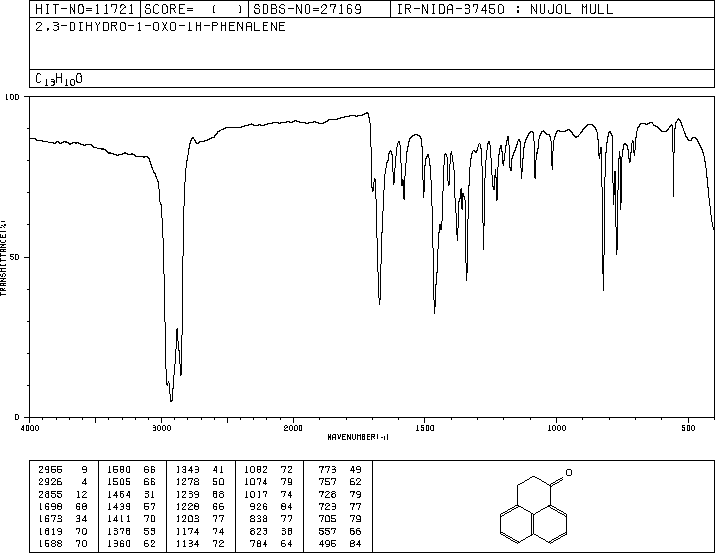 HIT-NO=11721 SCORE= ( ) SDBS-NO=27169 IR-NIDA-37450 : NUJOL MULL
2,3-DIHYDRO-1-OXO-1H-PHENALENE
C13H10O
100
50
0
TRANSMITTANCE(%)
4000 3000 2000 1500 1000 500
WAVENUMBER(-1)
2955 9 1580 66 1343 41 1082 72 773 49
2926 4 1505 66 1278 50 1074 79 757 62
2855 12 1464 31 1239 68 1017 74 728 79
1698 68 1439 57 1228 66 926 84 723 77
1673 34 1411 70 1203 77 838 77 705 79
1619 70 1378 53 1174 74 823 38 557 66
1588 70 1360 62 1134 72 784 64 496 84
O